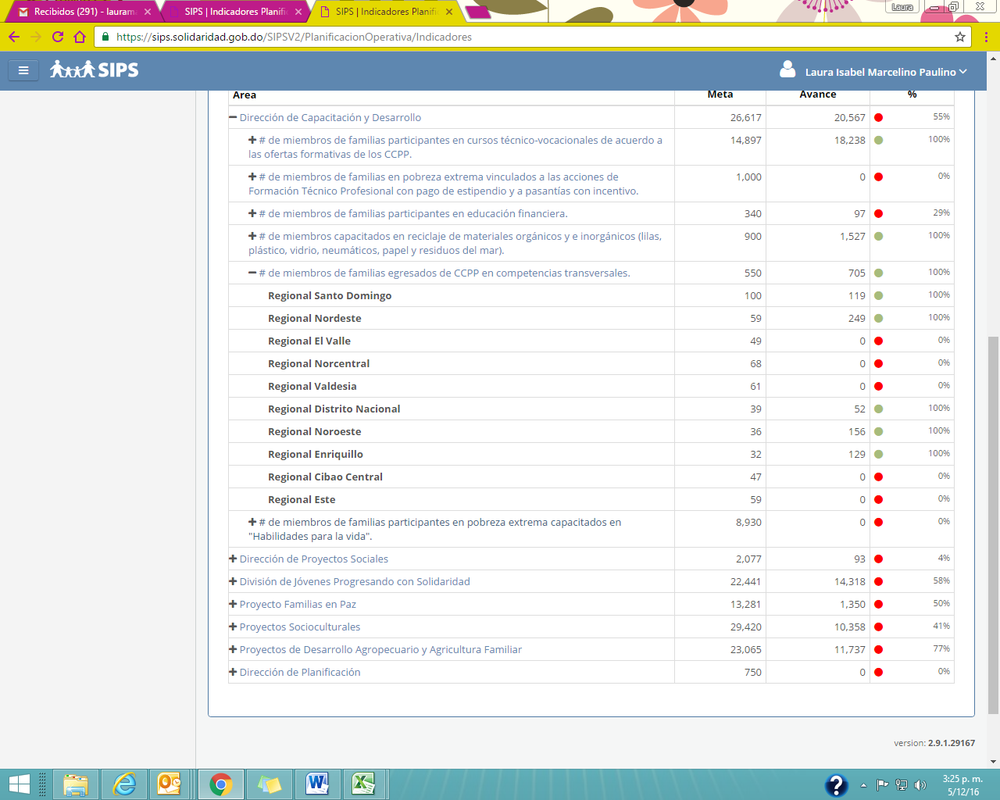 Recibidos (291) - laurama
SIPS | Indicadores Planifi
SIPS | Indicadores Planifi
Laura
https://sips.solidaridad.gob.do/SIPSV2/PlanificacionOperativa/Indicadores
SIPS
Laura Isabel Marcelino Paulino
Area Meta Avance %
Dirección de Capacitación y Desarrollo 26,617 20,567 55%
# de miembros de familias participantes en cursos técnico-vocacionales de acuerdo a 14,897 18,238 100%
las ofertas formativas de los CCPP.
# de miembros de familias en pobreza extrema vinculados a las acciones de 1,000 0 0%
Formación Técnico Profesional con pago de estipendio y a pasantías con incentivo.
# de miembros de familias participantes en educación financiera. 340 97 29%
# de miembros capacitados en reciclaje de materiales orgánicos y e inorgánicos (lilas, 900 1,527 100%
plástico, vidrio, neumáticos, papel y residuos del mar).
# de miembros de familias egresados de CCPP en competencias transversales. 550 705 100%
Regional Santo Domingo 100 119 100%
Regional Nordeste 59 249 100%
Regional El Valle 49 0 0%
Regional Norcentral 68 0 0%
Regional Valdesia 61 0 0%
Regional Distrito Nacional 39 52 100%
Regional Noroeste 36 156 100%
Regional Enriquillo 32 129 100%
Regional Cibao Central 47 0 0%
Regional Este 59 0 0%
# de miembros de familias participantes en pobreza extrema capacitados en 8,930 0 0%
"Habilidades para la vida".
Dirección de Proyectos Sociales 2,077 93 4%
División de Jóvenes Progresando con Solidaridad 22,441 14,318 58%
Proyecto Familias en Paz 13,281 1,350 50%
Proyectos Socioculturales 29,420 10,358 41%
Proyectos de Desarrollo Agropecuario y Agricultura Familiar 23,065 11,737 77%
Dirección de Planificación 750 0 0%
version: 2.9.1.29167
3:25 p. m.
5/12/16